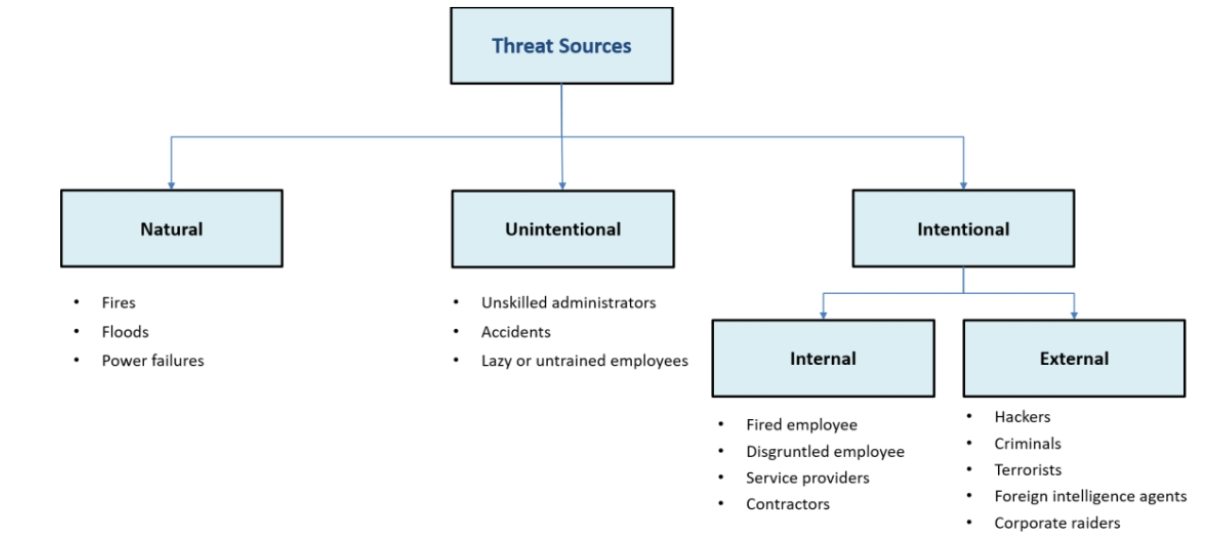 Threat Sources
Natural
Unintentional
Intentional
• Fires
• Floods
• Power failures
• Unskilled administrators
• Accidents
• Lazy or untrained employees
Internal
External
• Fired employee
• Disgruntled employee
• Service providers
• Contractors
• Hackers
• Criminals
• Terrorists
• Foreign intelligence agents
• Corporate raiders